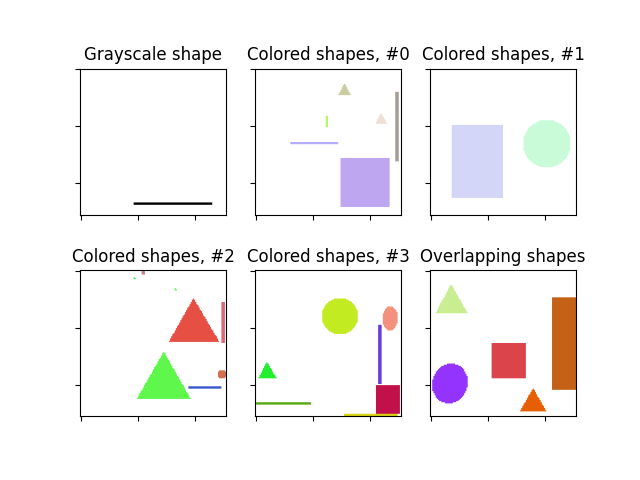 Grayscale shape
Colored shapes, #0
Colored shapes, #1
Colored shapes, #2
Colored shapes, #3
Overlapping shapes